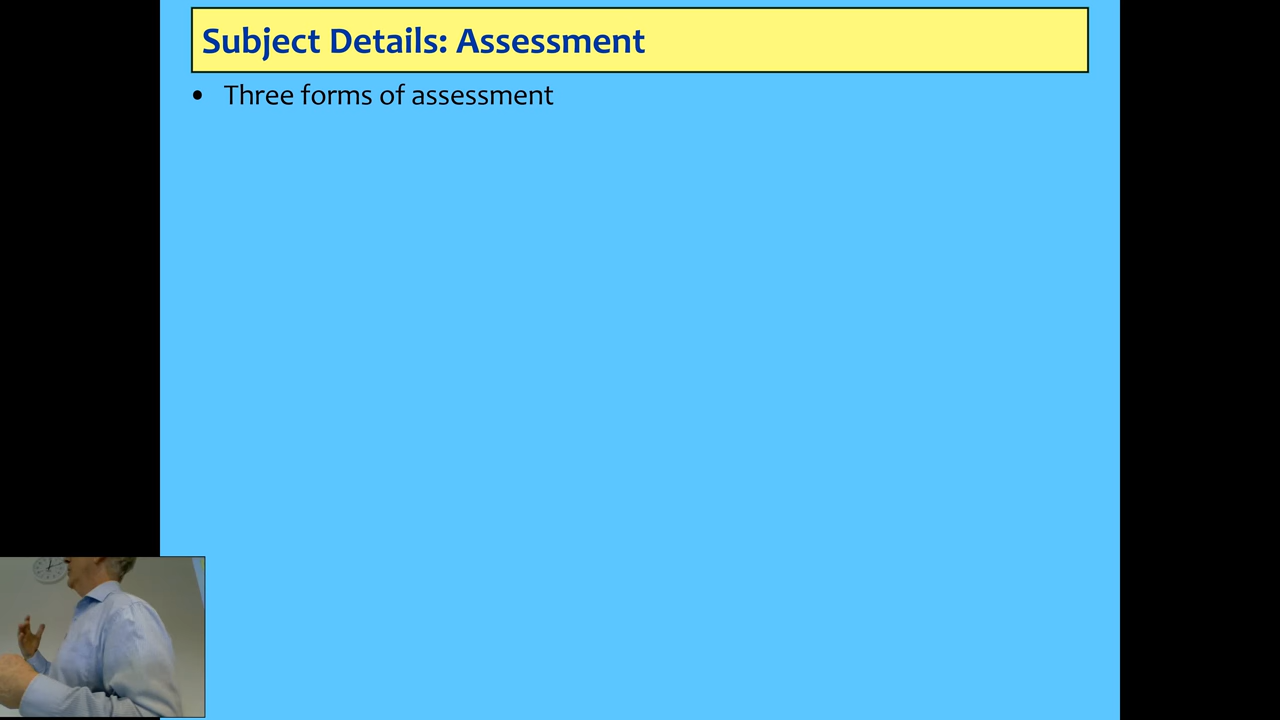 Subject Details: Assessment
• Three forms of assessment